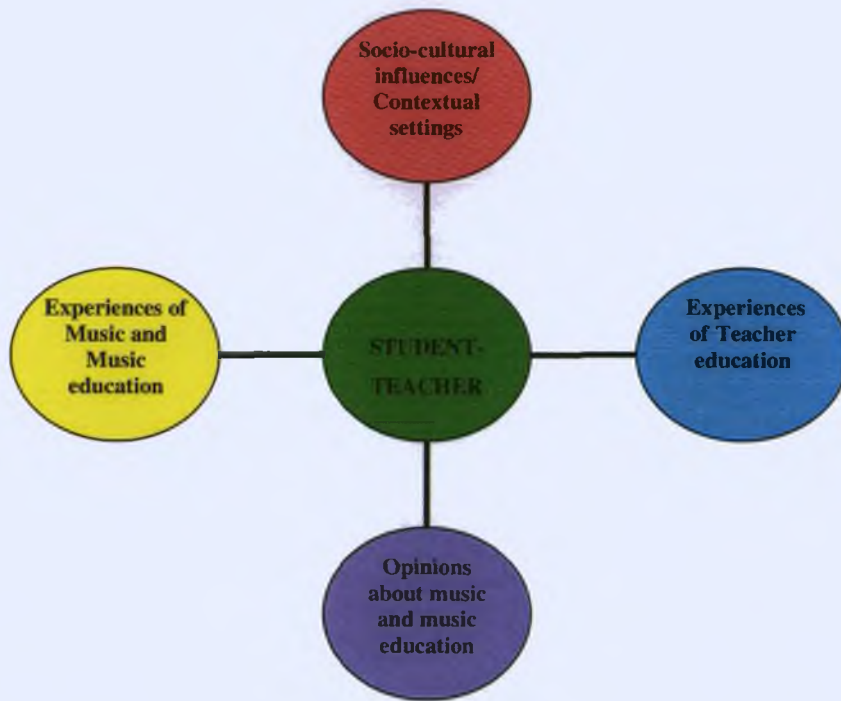 Socio-cultural
influences/
Contextual
settings
Experiences of
Music and
Music
education
STUDENT-
TEACHER
Experiences
of Teacher
education
Opinions
about music
and music
education